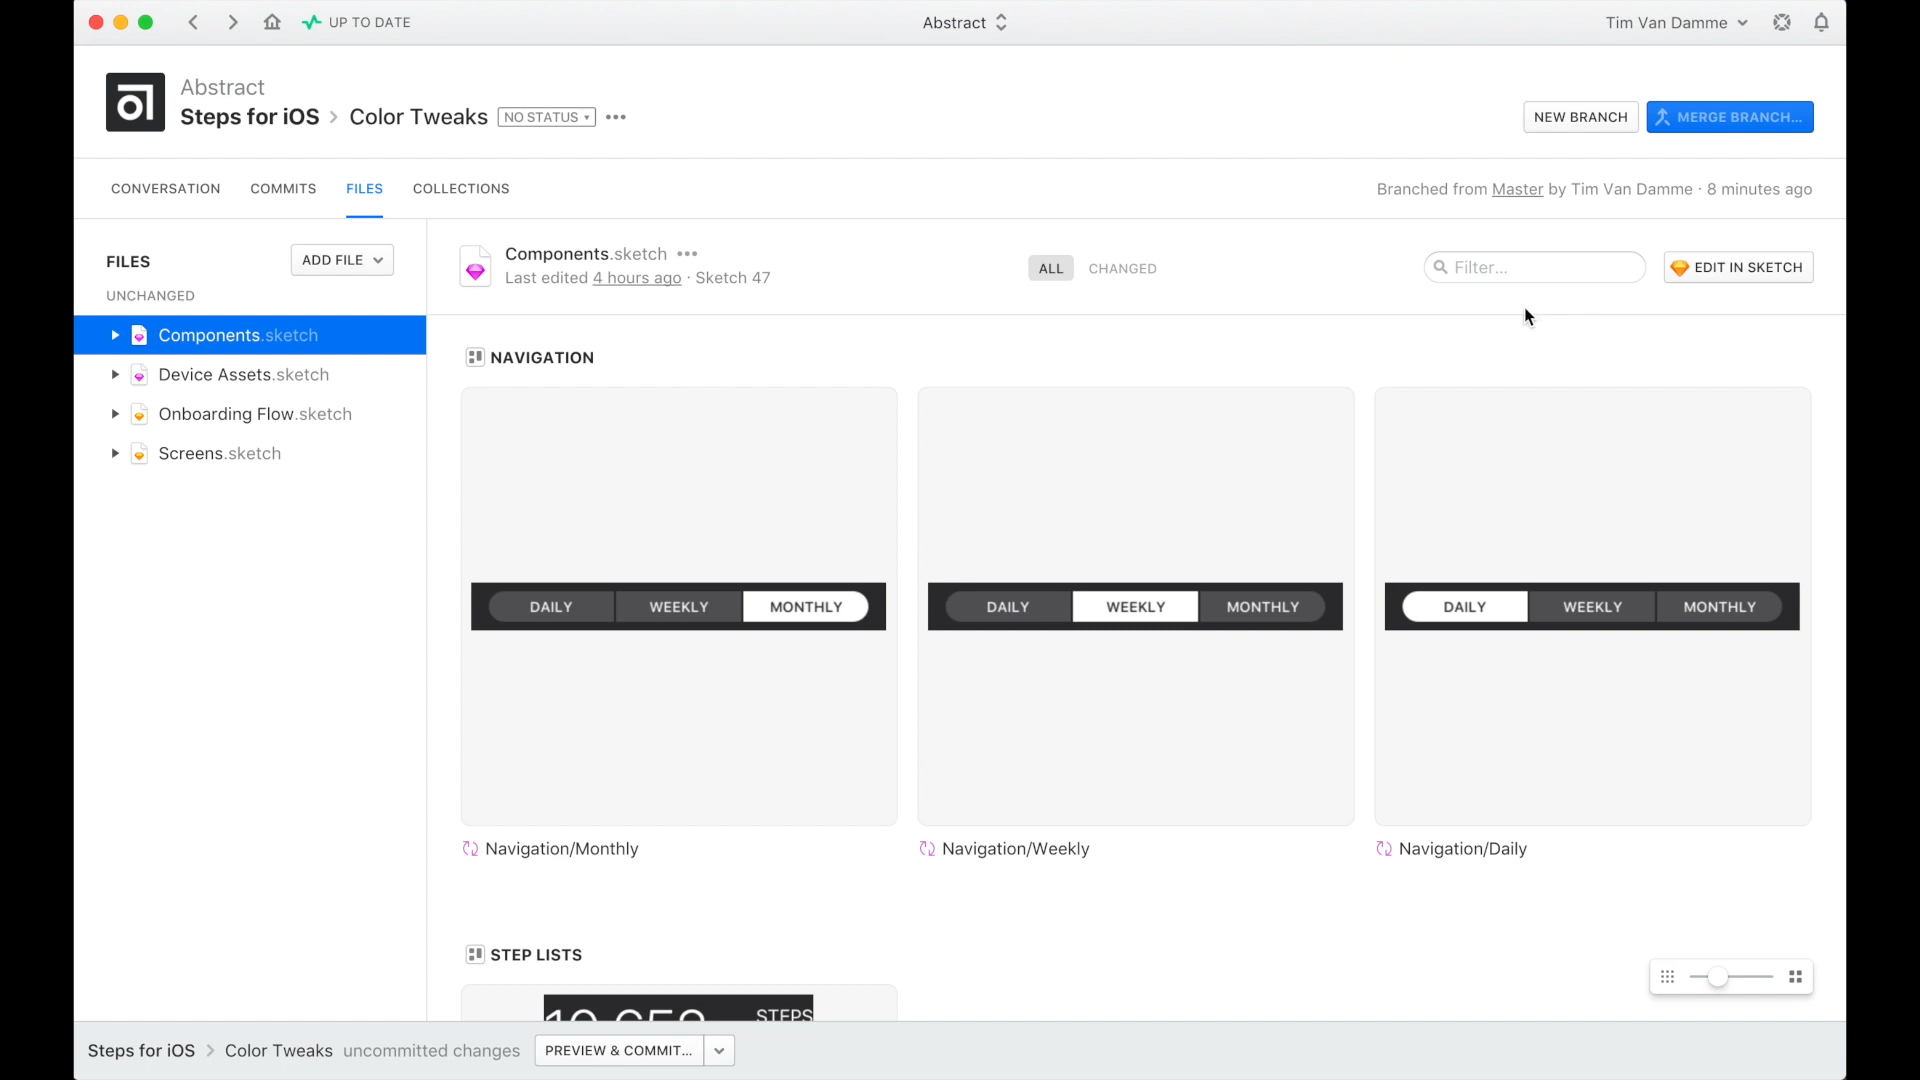 UP TO DATE
Abstract
Tim Van Damme
Abstract
Steps for iOS > Color Tweaks NO STATUS ▾ •••
NEW BRANCH
MERGE BRANCH...
CONVERSATION COMMITS FILES COLLECTIONS
Branched from Master by Tim Van Damme · 8 minutes ago
FILES
ADD FILE
UNCHANGED
Components.sketch
Device Assets.sketch
Onboarding Flow.sketch
Screens.sketch
Components.sketch •••
Last edited 4 hours ago · Sketch 47
ALL CHANGED
Filter...
EDIT IN SKETCH
NAVIGATION
DAILY WEEKLY MONTHLY
DAILY WEEKLY MONTHLY
DAILY WEEKLY MONTHLY
Navigation/Monthly
Navigation/Weekly
Navigation/Daily
STEP LISTS
STEPS
Steps for iOS > Color Tweaks uncommitted changes
PREVIEW & COMMIT...